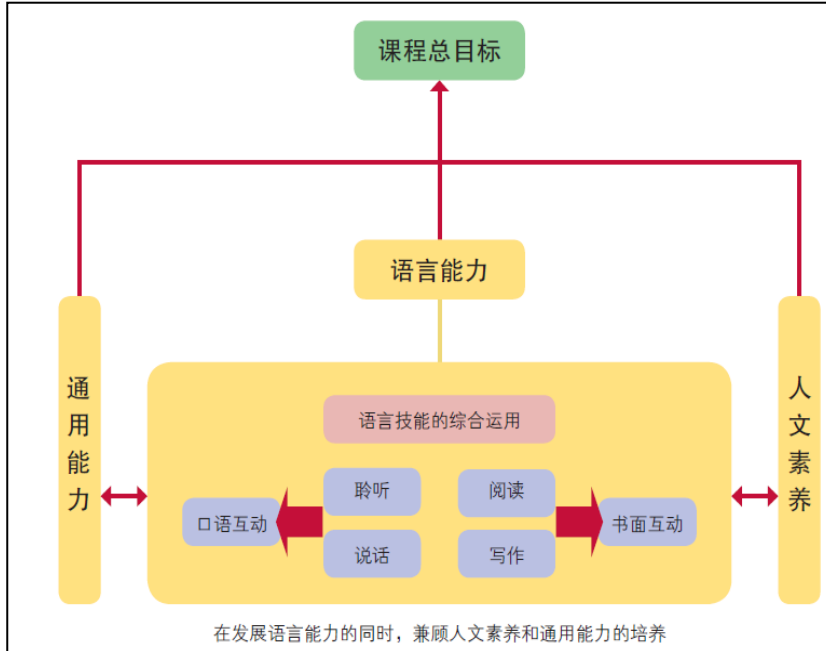 课程总目标
语言能力
通用能力
人文素养
语言技能的综合运用
聆听
阅读
口语互动
书面互动
说话
写作
在发展语言能力的同时，兼顾人文素养和通用能力的培养